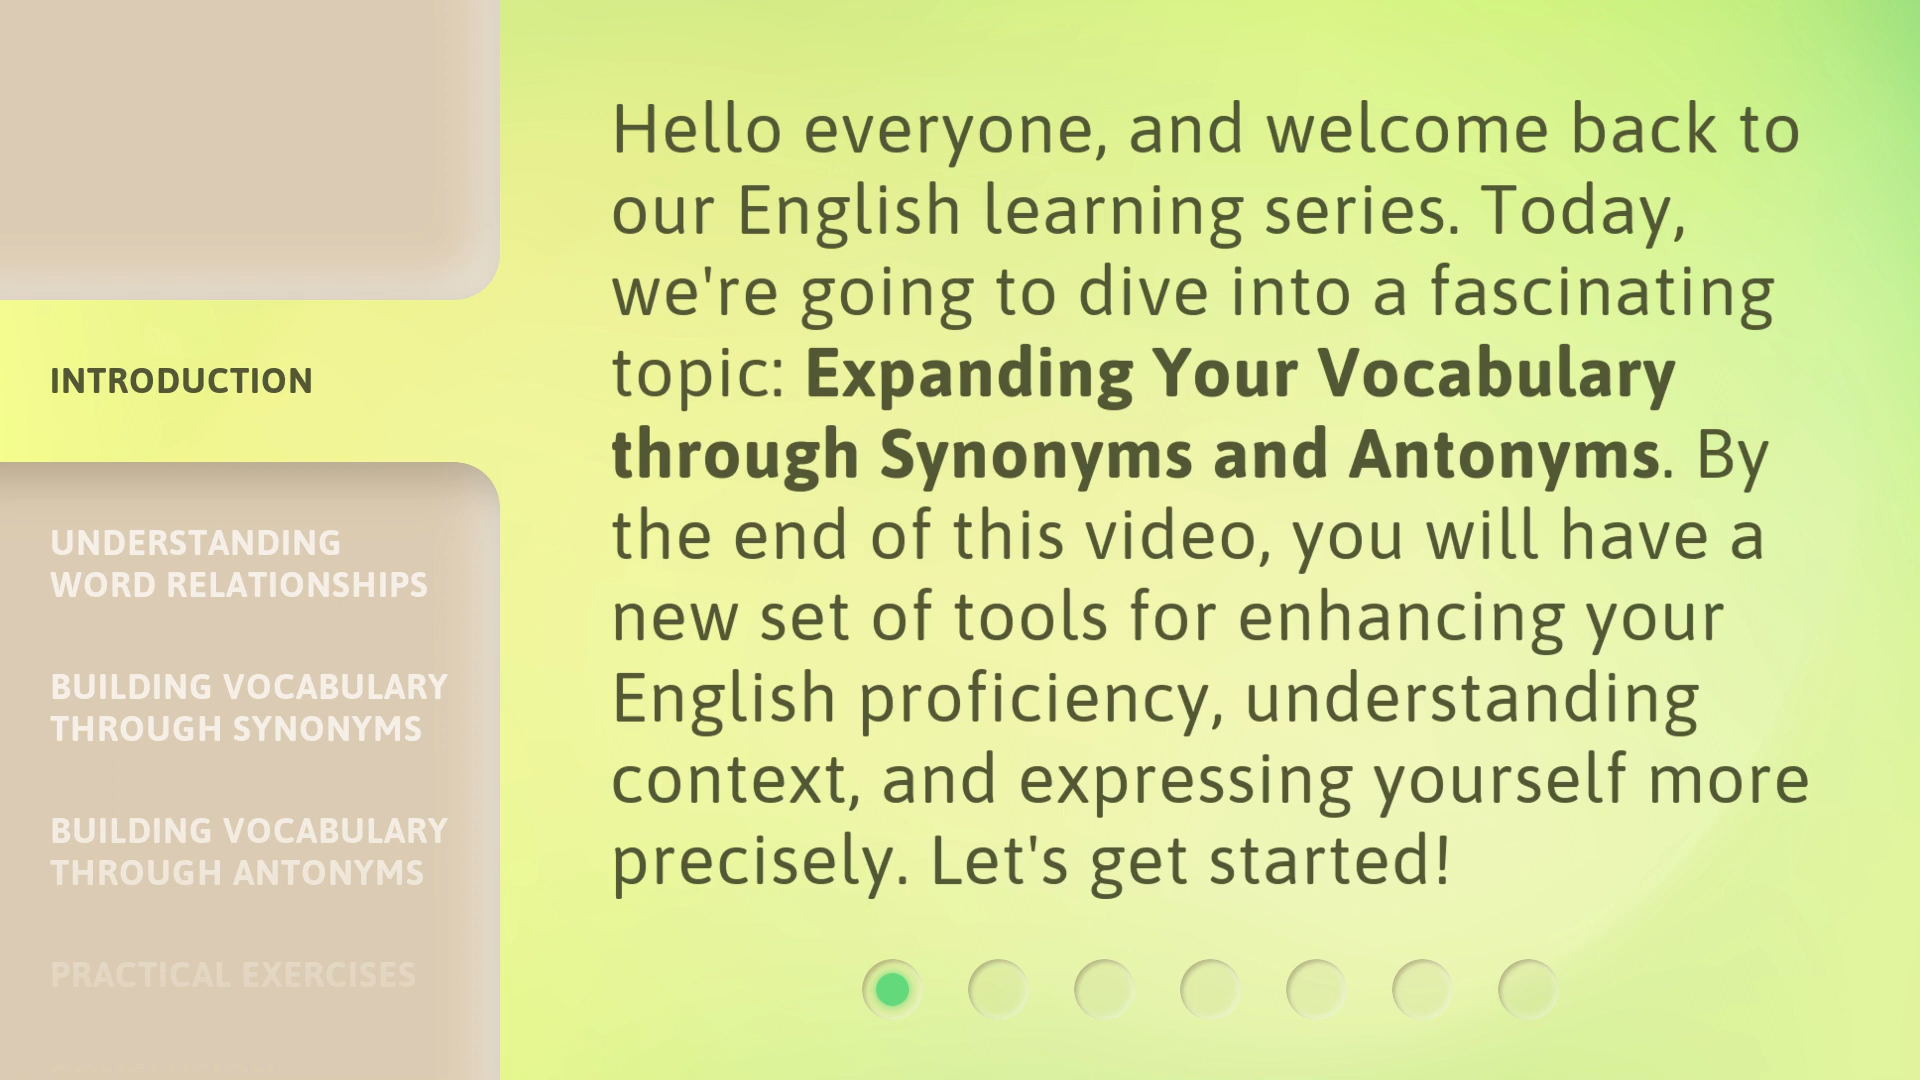 INTRODUCTION
UNDERSTANDING
WORD RELATIONSHIPS
BUILDING VOCABULARY
THROUGH SYNONYMS
BUILDING VOCABULARY
THROUGH ANTONYMS
PRACTICAL EXERCISES
Hello everyone, and welcome back to
our English learning series. Today,
we're going to dive into a fascinating
topic: Expanding Your Vocabulary
through Synonyms and Antonyms. By
the end of this video, you will have a
new set of tools for enhancing your
English proficiency, understanding
context, and expressing yourself more
precisely. Let's get started!